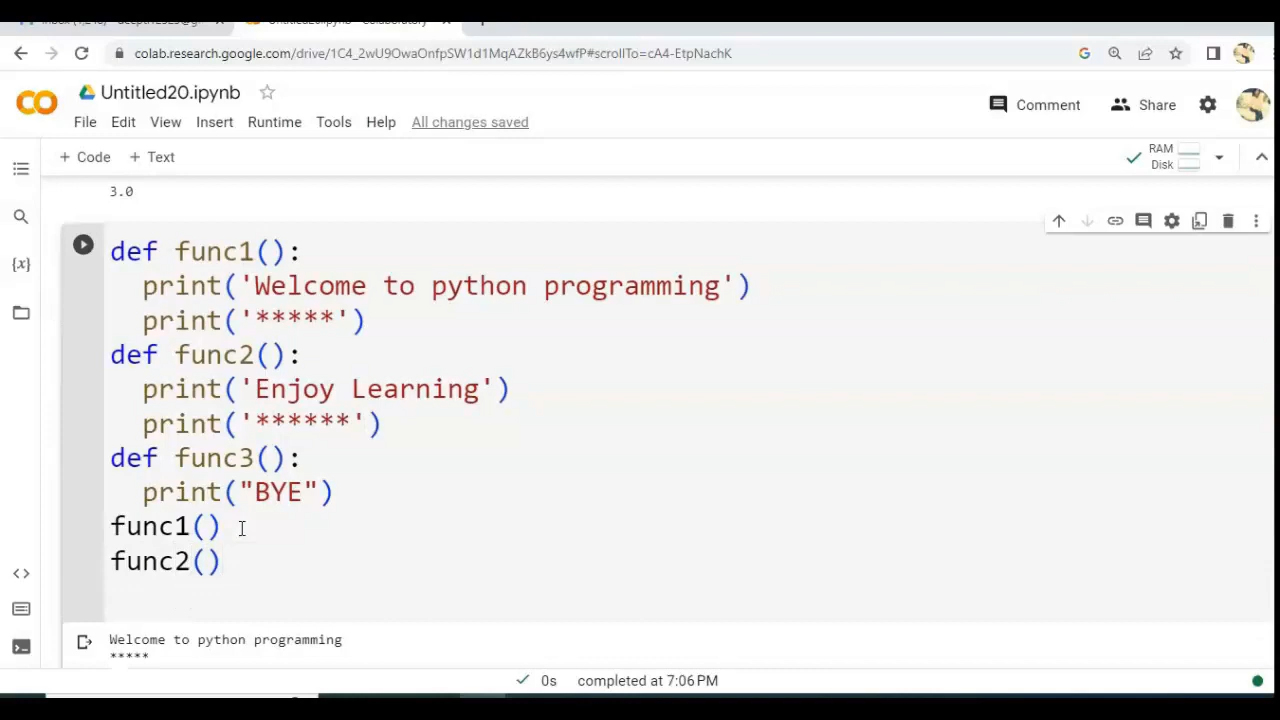 Untitled20.ipynb - Colaboratory
colab.research.google.com/drive/1C4_2wU9OwaOnfpSW1d1MqAZkB6ys4wfP#scrollTo=cA4-EtpNachK
Untitled20.ipynb
Comment
Share
File Edit View Insert Runtime Tools Help All changes saved
+ Code + Text
RAM
Disk
3.0
def func1():
print('Welcome to python programming')
print('*****')
def func2():
print('Enjoy Learning')
print('******')
def func3():
print("BYE")
func1()
func2()
{x}
Welcome to python programming
*****
0s completed at 7:06 PM